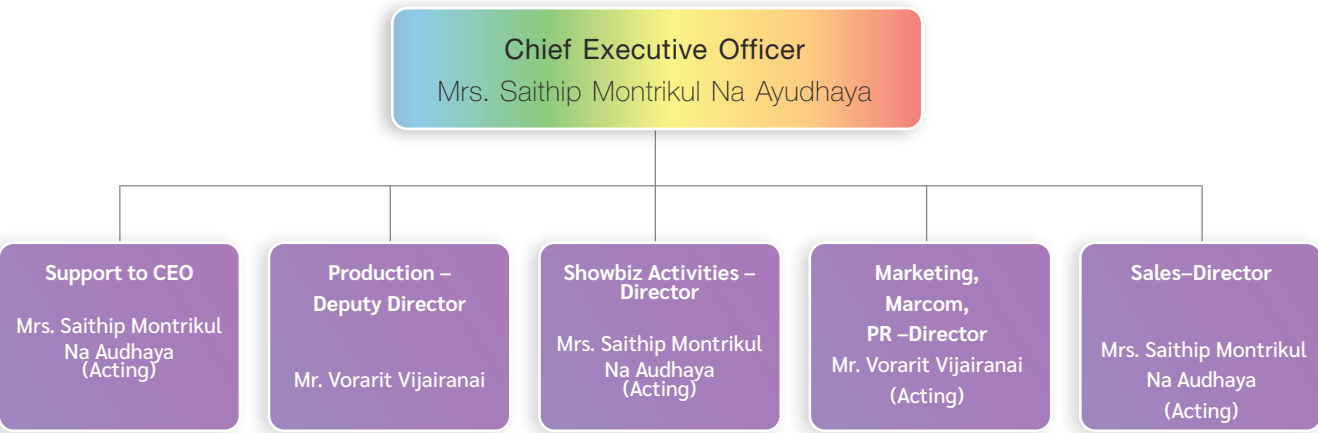 Chief Executive Officer
Mrs. Saithip Montrikul Na Ayudhaya
Support to CEO
Mrs. Saithip Montrikul
Na Audhaya
(Acting)
Production –
Deputy Director
Mr. Vorarit Vijairanai
Showbiz Activities –
Director
Mrs. Saithip Montrikul
Na Audhaya
(Acting)
Marketing,
Marcom,
PR –Director
Mr. Vorarit Vijairanai
(Acting)
Sales–Director
Mrs. Saithip Montrikul
Na Audhaya
(Acting)